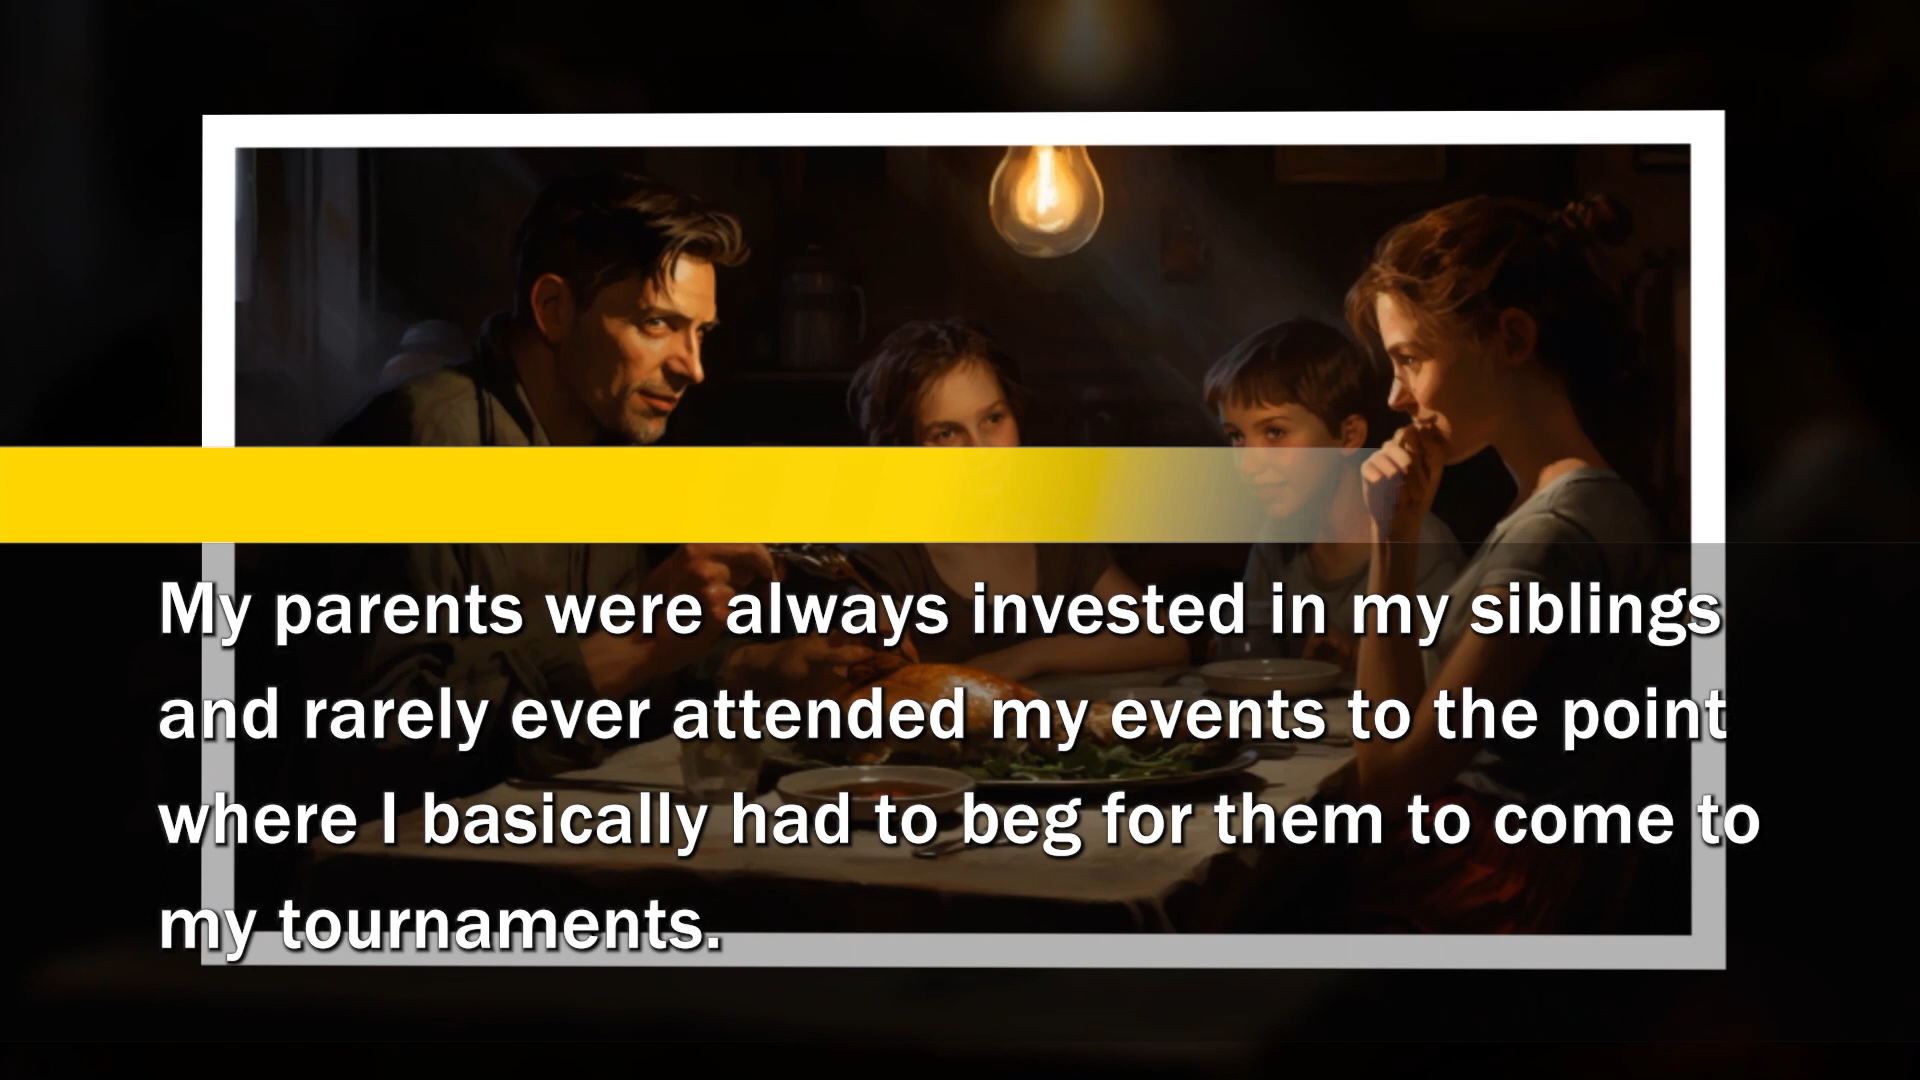 My parents were always invested in my siblings
and rarely ever attended my events to the point
where I basically had to beg for them to come to
my tournaments.